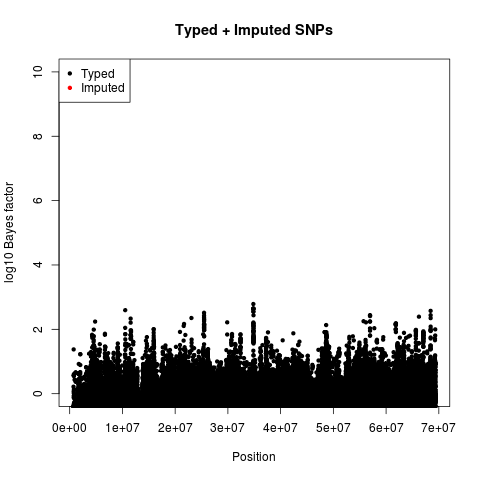 Typed + Imputed SNPs
Typed
Imputed
log10 Bayes factor
10
8
6
4
2
0
0e+00 1e+07 2e+07 3e+07 4e+07 5e+07 6e+07 7e+07
Position